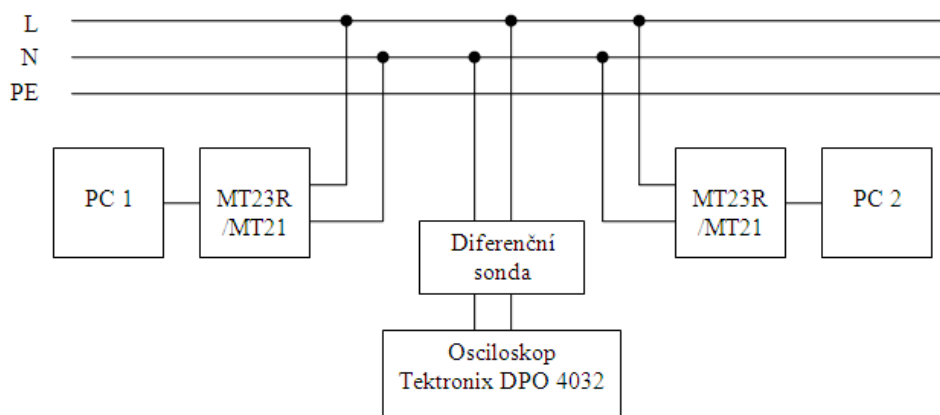 L
N
PE
PC 1
MT23R
/MT21
Diferenční
sonda
Osciloskop
Tektronix DPO 4032
MT23R
/MT21
PC 2